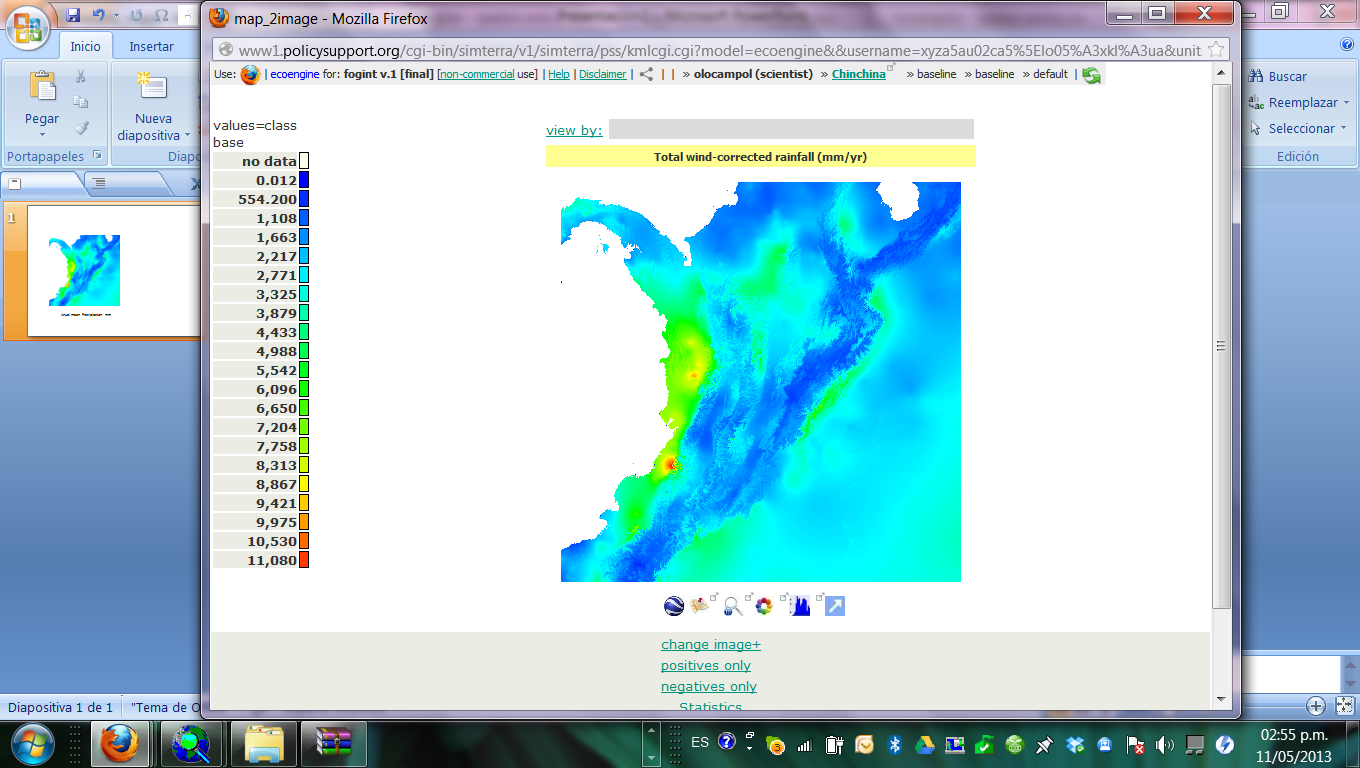 map_2image - Mozilla Firefox
www1.policysupport.org/cgi-bin/simterra/v1/simterra/pss/kmlcgi.cgi?model=ecoengine&&username=xyza5au02ca5%5EIo05%A3xkl%A3ua&unit
Inicio Insertar
Pegar
Nueva
diapositiva
Portapapeles
Buscar
Reemplazar
Seleccionar
Edición
Use: | ecoengine for: fogint v.1 [final] [non-commercial use] | Help | Disclaimer | | | » olocampol (scientist) » Chinchina » baseline » baseline » default |
values=class
base
no data
0.012
554.200
1,108
1,663
2,217
2,771
3,325
3,879
4,433
4,988
5,542
6,096
6,650
7,204
7,758
8,313
8,867
9,421
9,975
10,530
11,080
view by:
Total wind-corrected rainfall (mm/yr)
change image+
positives only
negatives only
Statistics
1
Diapositiva 1 de 1 "Tema de O
ES
02:55 p.m.
11/05/2013